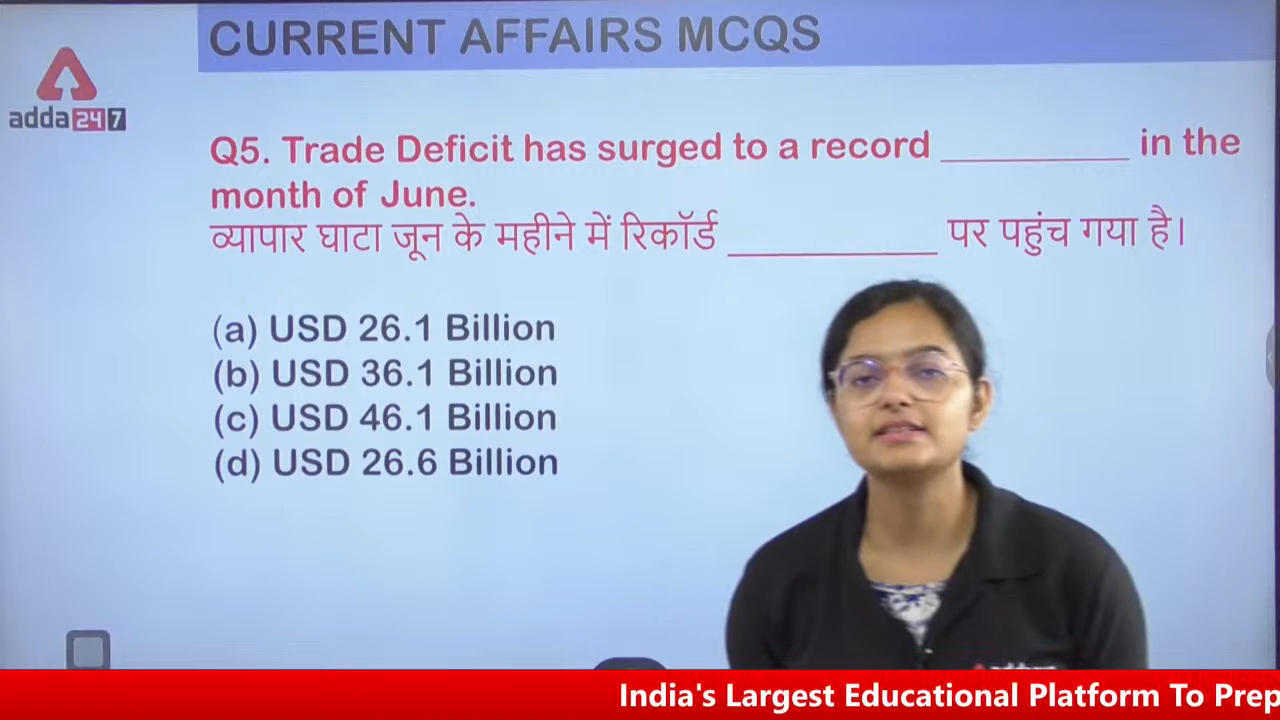 CURRENT AFFAIRS MCQS
adda247
Q5. Trade Deficit has surged to a record __________ in the
month of June.
व्यापार घाटा जून के महीने में रिकॉर्ड __________ पर पहुंच गया है।
(a) USD 26.1 Billion
(b) USD 36.1 Billion
(c) USD 46.1 Billion
(d) USD 26.6 Billion
India's Largest Educational Platform To Prep